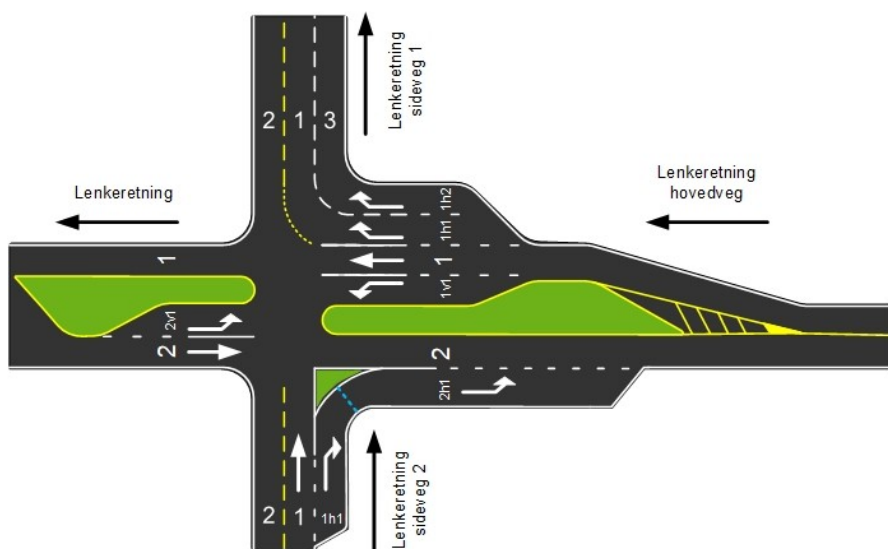 Lenkeretning
sideveg 1
2 1 3
Lenkeretning
Lenkeretning
hovedveg
1h2
1h1
1
1
1v1
2v1
2
2
2h1
2 1 1h1
Lenkeretning
sideveg 2